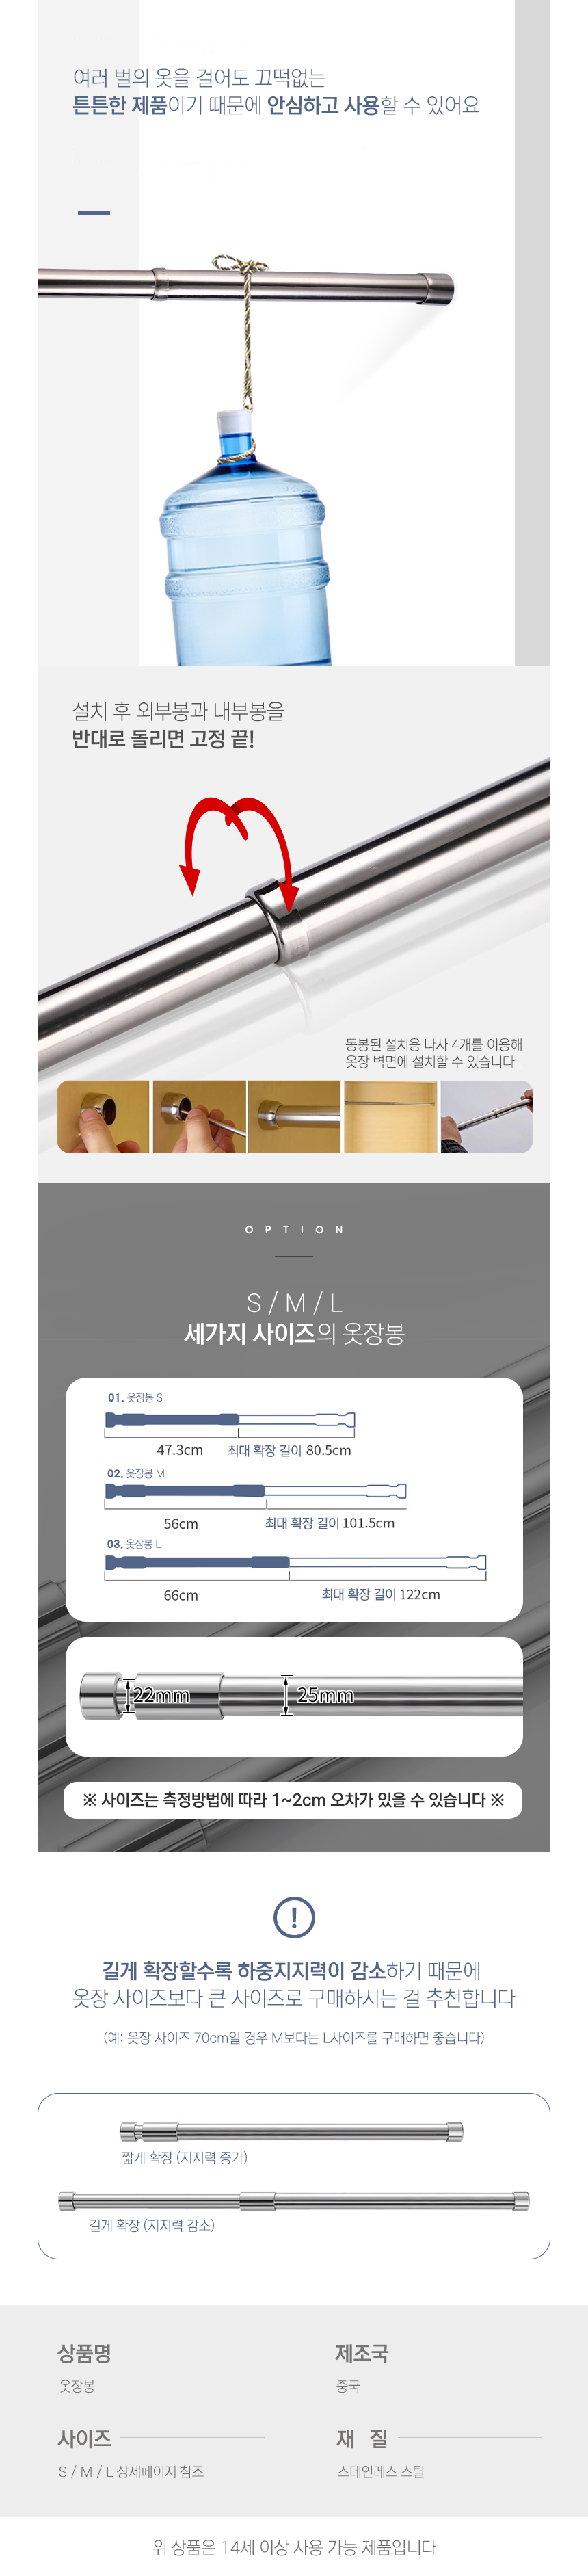 여러 벌의 옷을 걸어도 끄떡없는
튼튼한 제품이기 때문에 안심하고 사용할 수 있어요
설치 후 외부봉과 내부봉을
반대로 돌리면 고정 끝!
동봉된 설치용 나사 4개를 이용해
옷장 벽면에 설치할 수 있습니다
OPTION
S / M / L
세가지 사이즈의 옷장봉
01. 옷장봉 S
47.3cm 최대 확장 길이 80.5cm
02. 옷장봉 M
56cm 최대 확장 길이 101.5cm
03. 옷장봉 L
66cm 최대 확장 길이 122cm
22mm 25mm
※ 사이즈는 측정방법에 따라 1~2cm 오차가 있을 수 있습니다 ※
!
길게 확장할수록 하중지지력이 감소하기 때문에
옷장 사이즈보다 큰 사이즈로 구매하시는 걸 추천합니다
(예: 옷장 사이즈 70cm일 경우 M보다는 L사이즈를 구매하면 좋습니다)
짧게 확장 (지지력 증가)
길게 확장 (지지력 감소)
상품명
옷장봉
제조국
중국
사이즈
S / M / L 상세페이지 참조
재 질
스테인레스 스틸
위 상품은 14세 이상 사용 가능 제품입니다